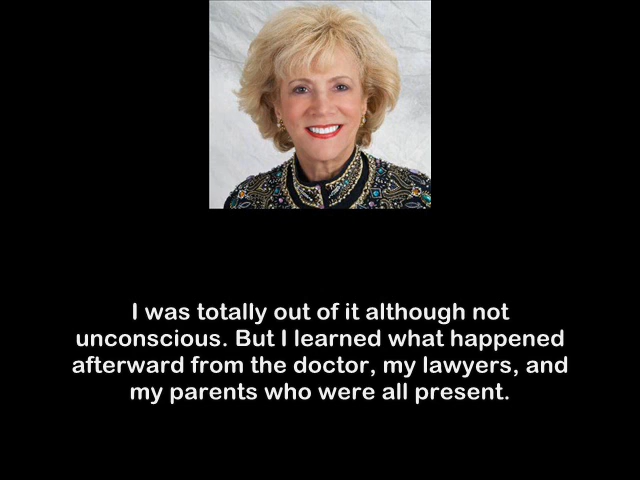 I was totally out of it although not
unconscious. But I learned what happened
afterward from the doctor, my lawyers, and
my parents who were all present.